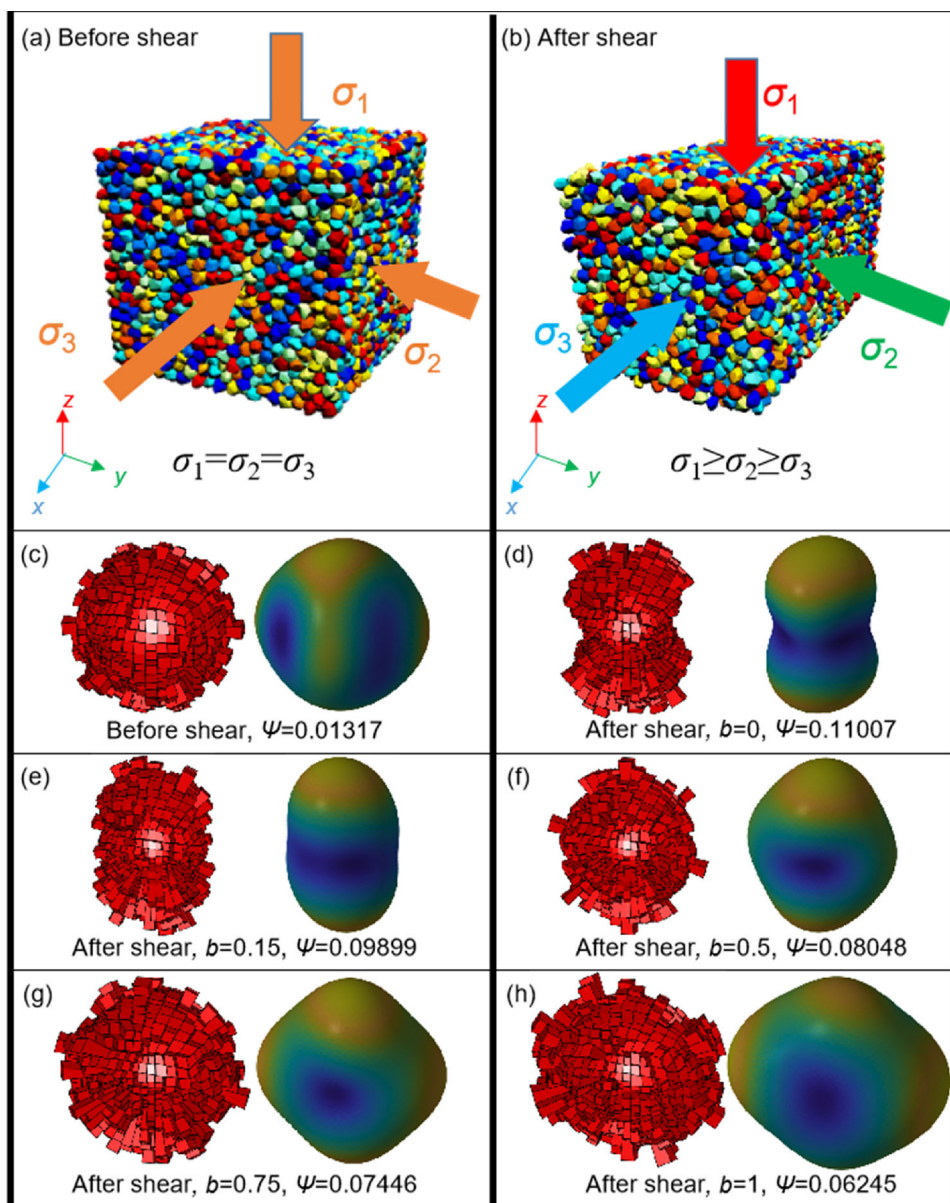 (a) Before shear
σ1
σ3
σ2
z
y
x
σ1=σ2=σ3
(b) After shear
σ1
σ3
σ2
z
y
x
σ1≥σ2≥σ3
(c)
Before shear, Ψ=0.01317
(d)
After shear, b=0, Ψ=0.11007
(e)
After shear, b=0.15, Ψ=0.09899
(f)
After shear, b=0.5, Ψ=0.08048
(g)
After shear, b=0.75, Ψ=0.07446
(h)
After shear, b=1, Ψ=0.06245